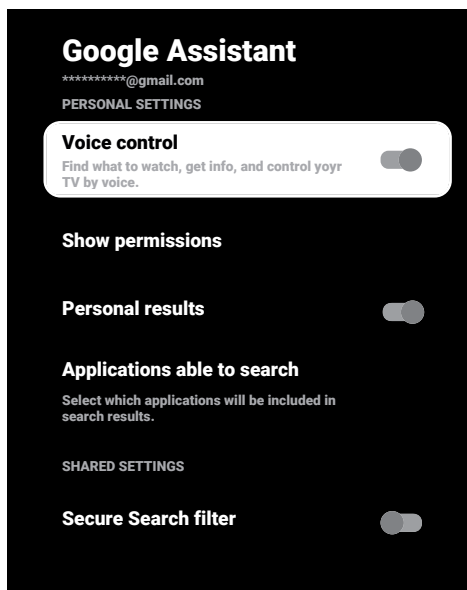 Google Assistant
**********@gmail.com
PERSONAL SETTINGS
Voice control
Find what to watch, get info, and control yoyr
TV by voice.
Show permissions
Personal results
Applications able to search
Select which applications will be included in
search results.
SHARED SETTINGS
Secure Search filter